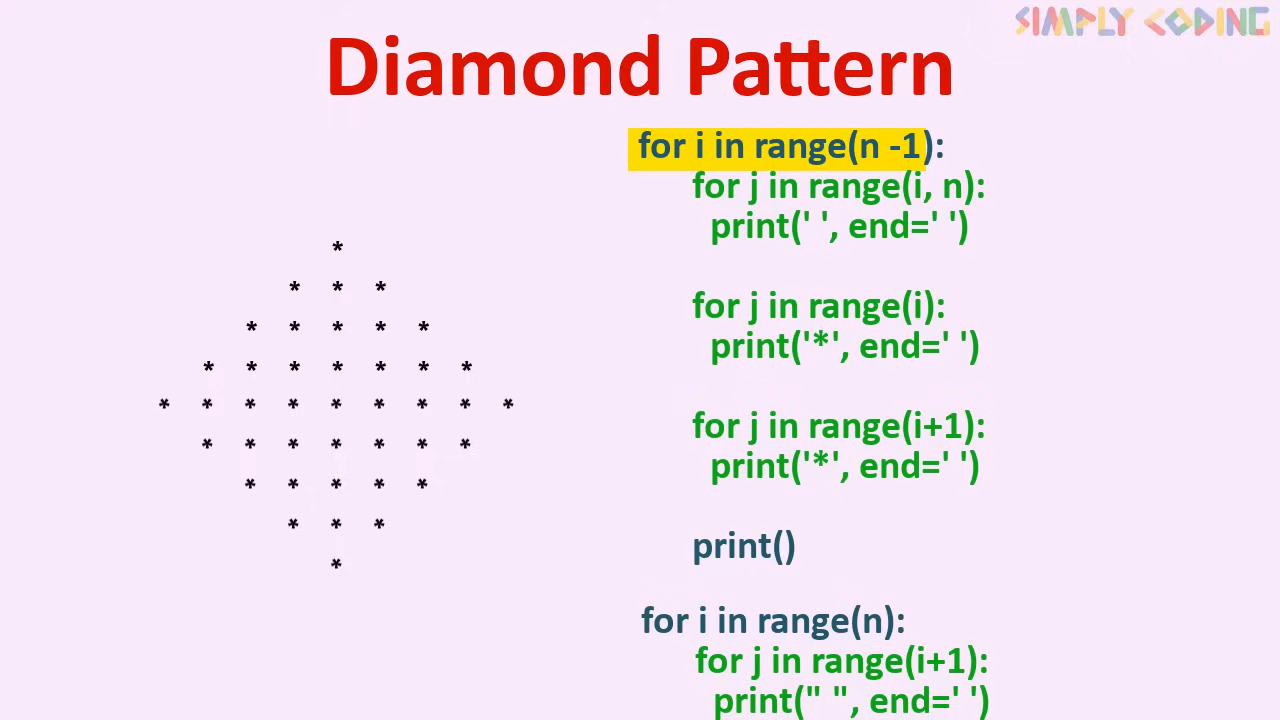 SIMPLY CODING
Diamond Pattern
for i in range(n -1):
for j in range(i, n):
print(' ', end=' ')
for j in range(i):
print('*', end=' ')
for j in range(i+1):
print('*', end=' ')
print()
for i in range(n):
for j in range(i+1):
print(" ", end=' ')
*
* * *
* * * * *
* * * * * * *
* * * * * * * * *
* * * * * * *
* * * * *
* * *
*